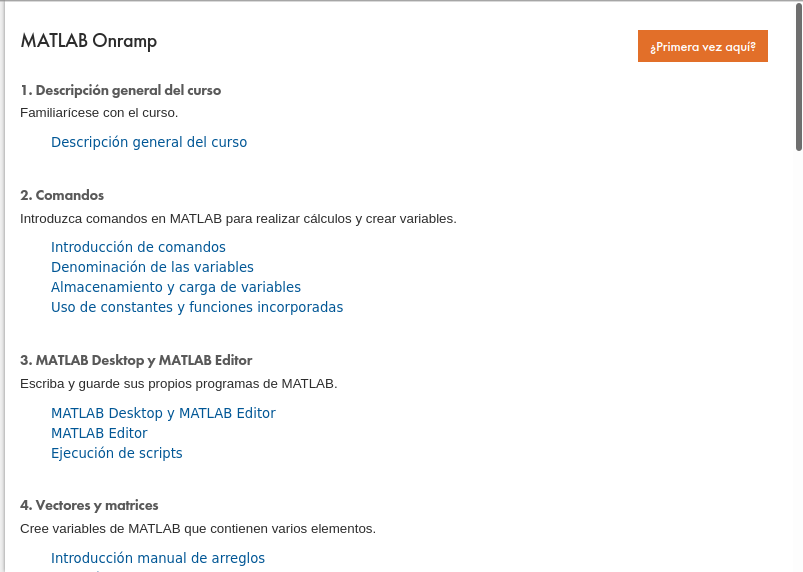 MATLAB Onramp
¿Primera vez aquí?
1. Descripción general del curso
Familiarícese con el curso.
Descripción general del curso
2. Comandos
Introduzca comandos en MATLAB para realizar cálculos y crear variables.
Introducción de comandos
Denominación de las variables
Almacenamiento y carga de variables
Uso de constantes y funciones incorporadas
3. MATLAB Desktop y MATLAB Editor
Escriba y guarde sus propios programas de MATLAB.
MATLAB Desktop y MATLAB Editor
MATLAB Editor
Ejecución de scripts
4. Vectores y matrices
Cree variables de MATLAB que contienen varios elementos.
Introducción manual de arreglos